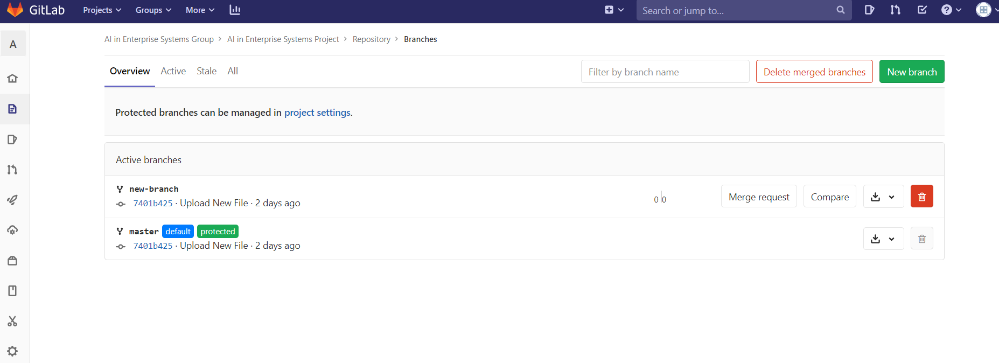 GitLab Projects Groups More Search or jump to...
A
AI in Enterprise Systems Group > AI in Enterprise Systems Project > Repository > Branches
Overview Active Stale All Filter by branch name Delete merged branches New branch
Protected branches can be managed in project settings.
Active branches
new-branch
7401b425 · Upload New File · 2 days ago
0 0 Merge request Compare
master default protected
7401b425 · Upload New File · 2 days ago